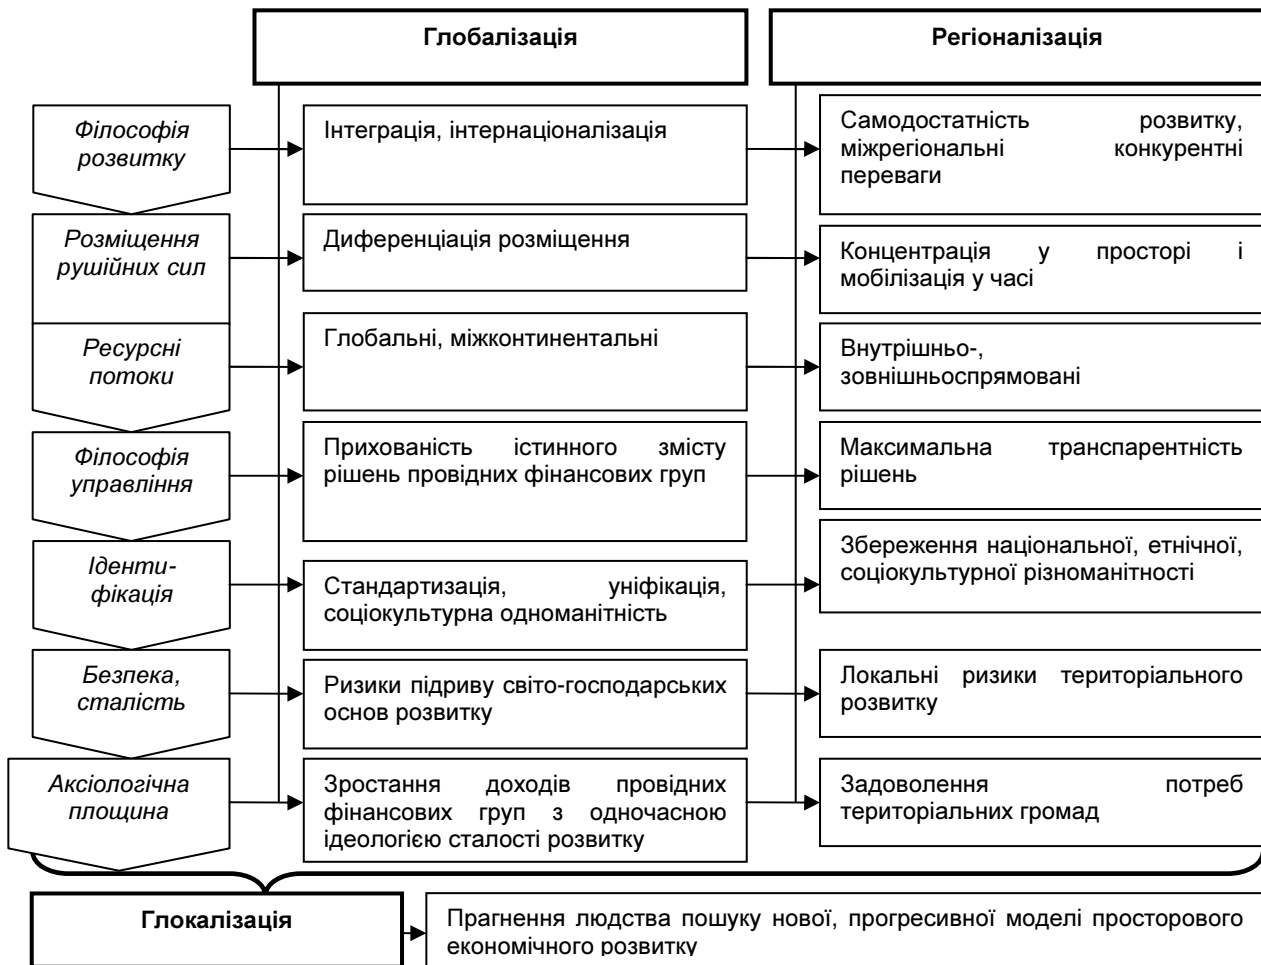 Глобалізація
Регіоналізація
Філософія
розвитку
Інтеграція, інтернаціоналізація
Самодостатність розвитку,
міжрегіональні конкурентні
переваги
Розміщення
рушійних сил
Диференціація розміщення
Концентрація у просторі і
мобілізація у часі
Ресурсні
потоки
Глобальні, міжконтинентальні
Внутрішньо-,
зовнішньоспрямовані
Філософія
управління
Прихованість істинного змісту
рішень провідних фінансових груп
Максимальна транспарентність
рішень
Іденти-
фікація
Стандартизація, уніфікація,
соціокультурна одноманітність
Збереження національної, етнічної,
соціокультурної різноманітності
Безпека,
сталість
Ризики підриву світо-господарських
основ розвитку
Локальні ризики територіального
розвитку
Аксіологічна
площина
Зростання доходів провідних
фінансових груп з одночасною
ідеологією сталості розвитку
Задоволення потреб
територіальних громад
Глокалізація
Прагнення людства пошуку нової, прогресивної моделі просторового
економічного розвитку